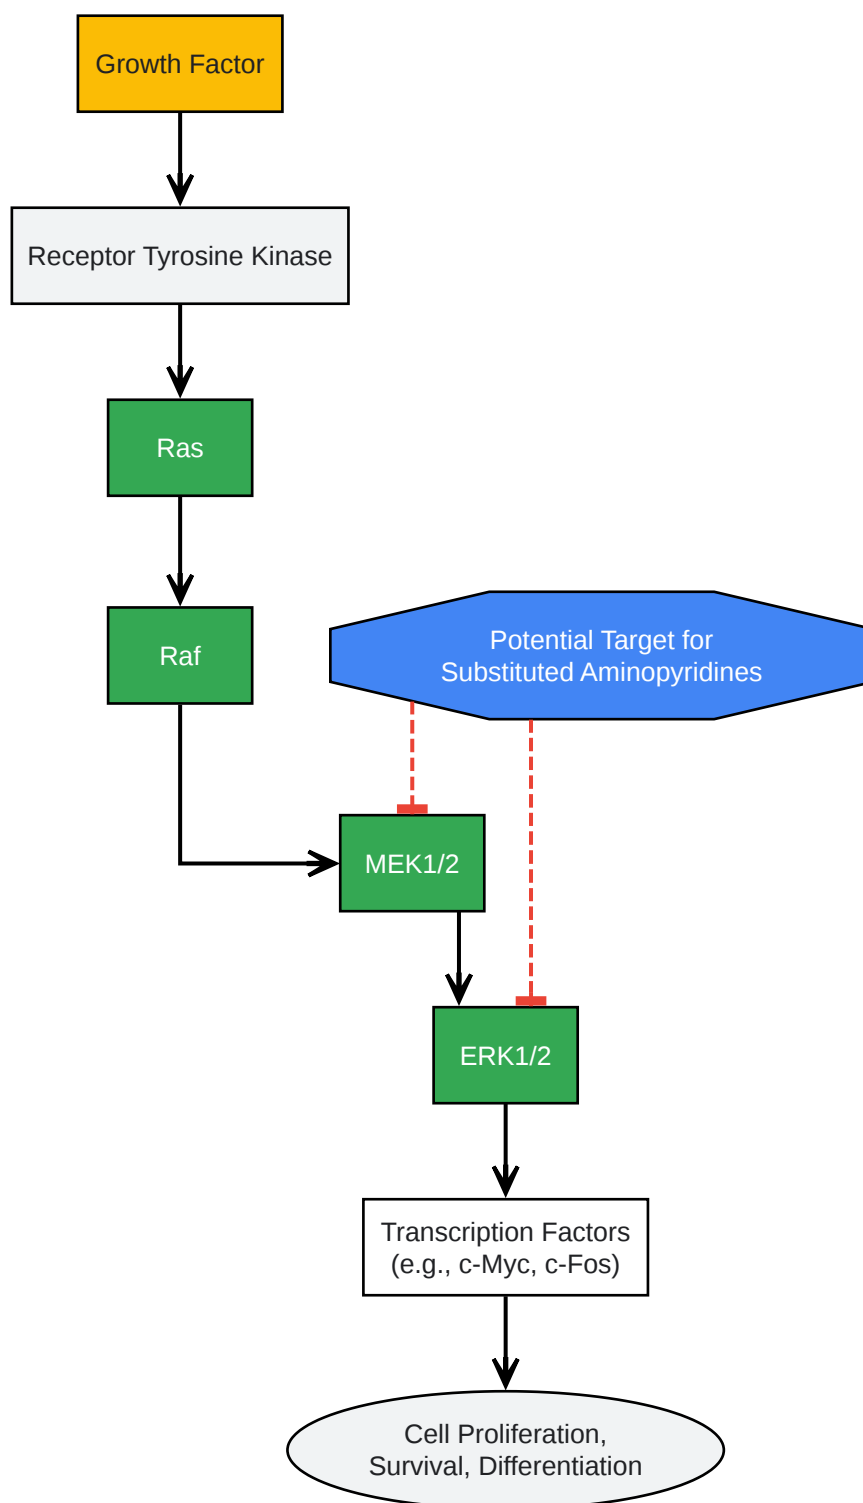 Growth Factor
Receptor Tyrosine Kinase
Ras
Raf
Potential Target for
Substituted Aminopyridines
MEK1/2
ERK1/2
Transcription Factors
(e.g., c-Myc, c-Fos)
Cell Proliferation,
Survival, Differentiation